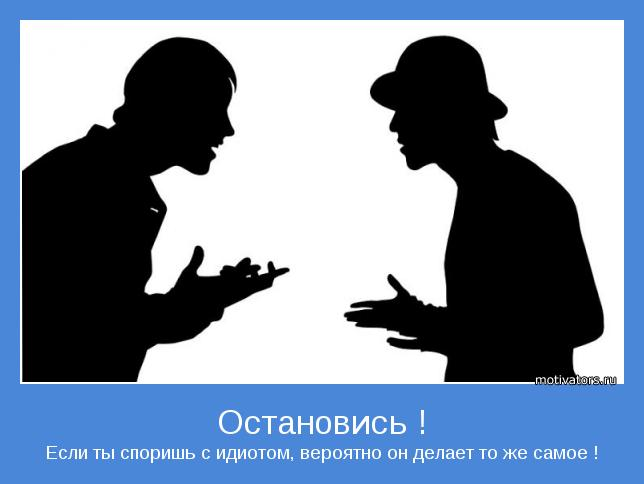 motivators.ru
Остановись !
Если ты споришь с идиотом, вероятно он делает то же самое !